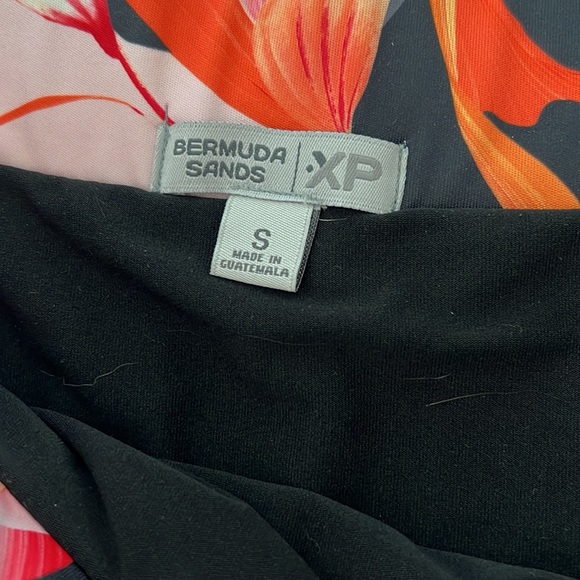 BERMUDA
SANDS
XP
S
MADE IN
GUATEMALA